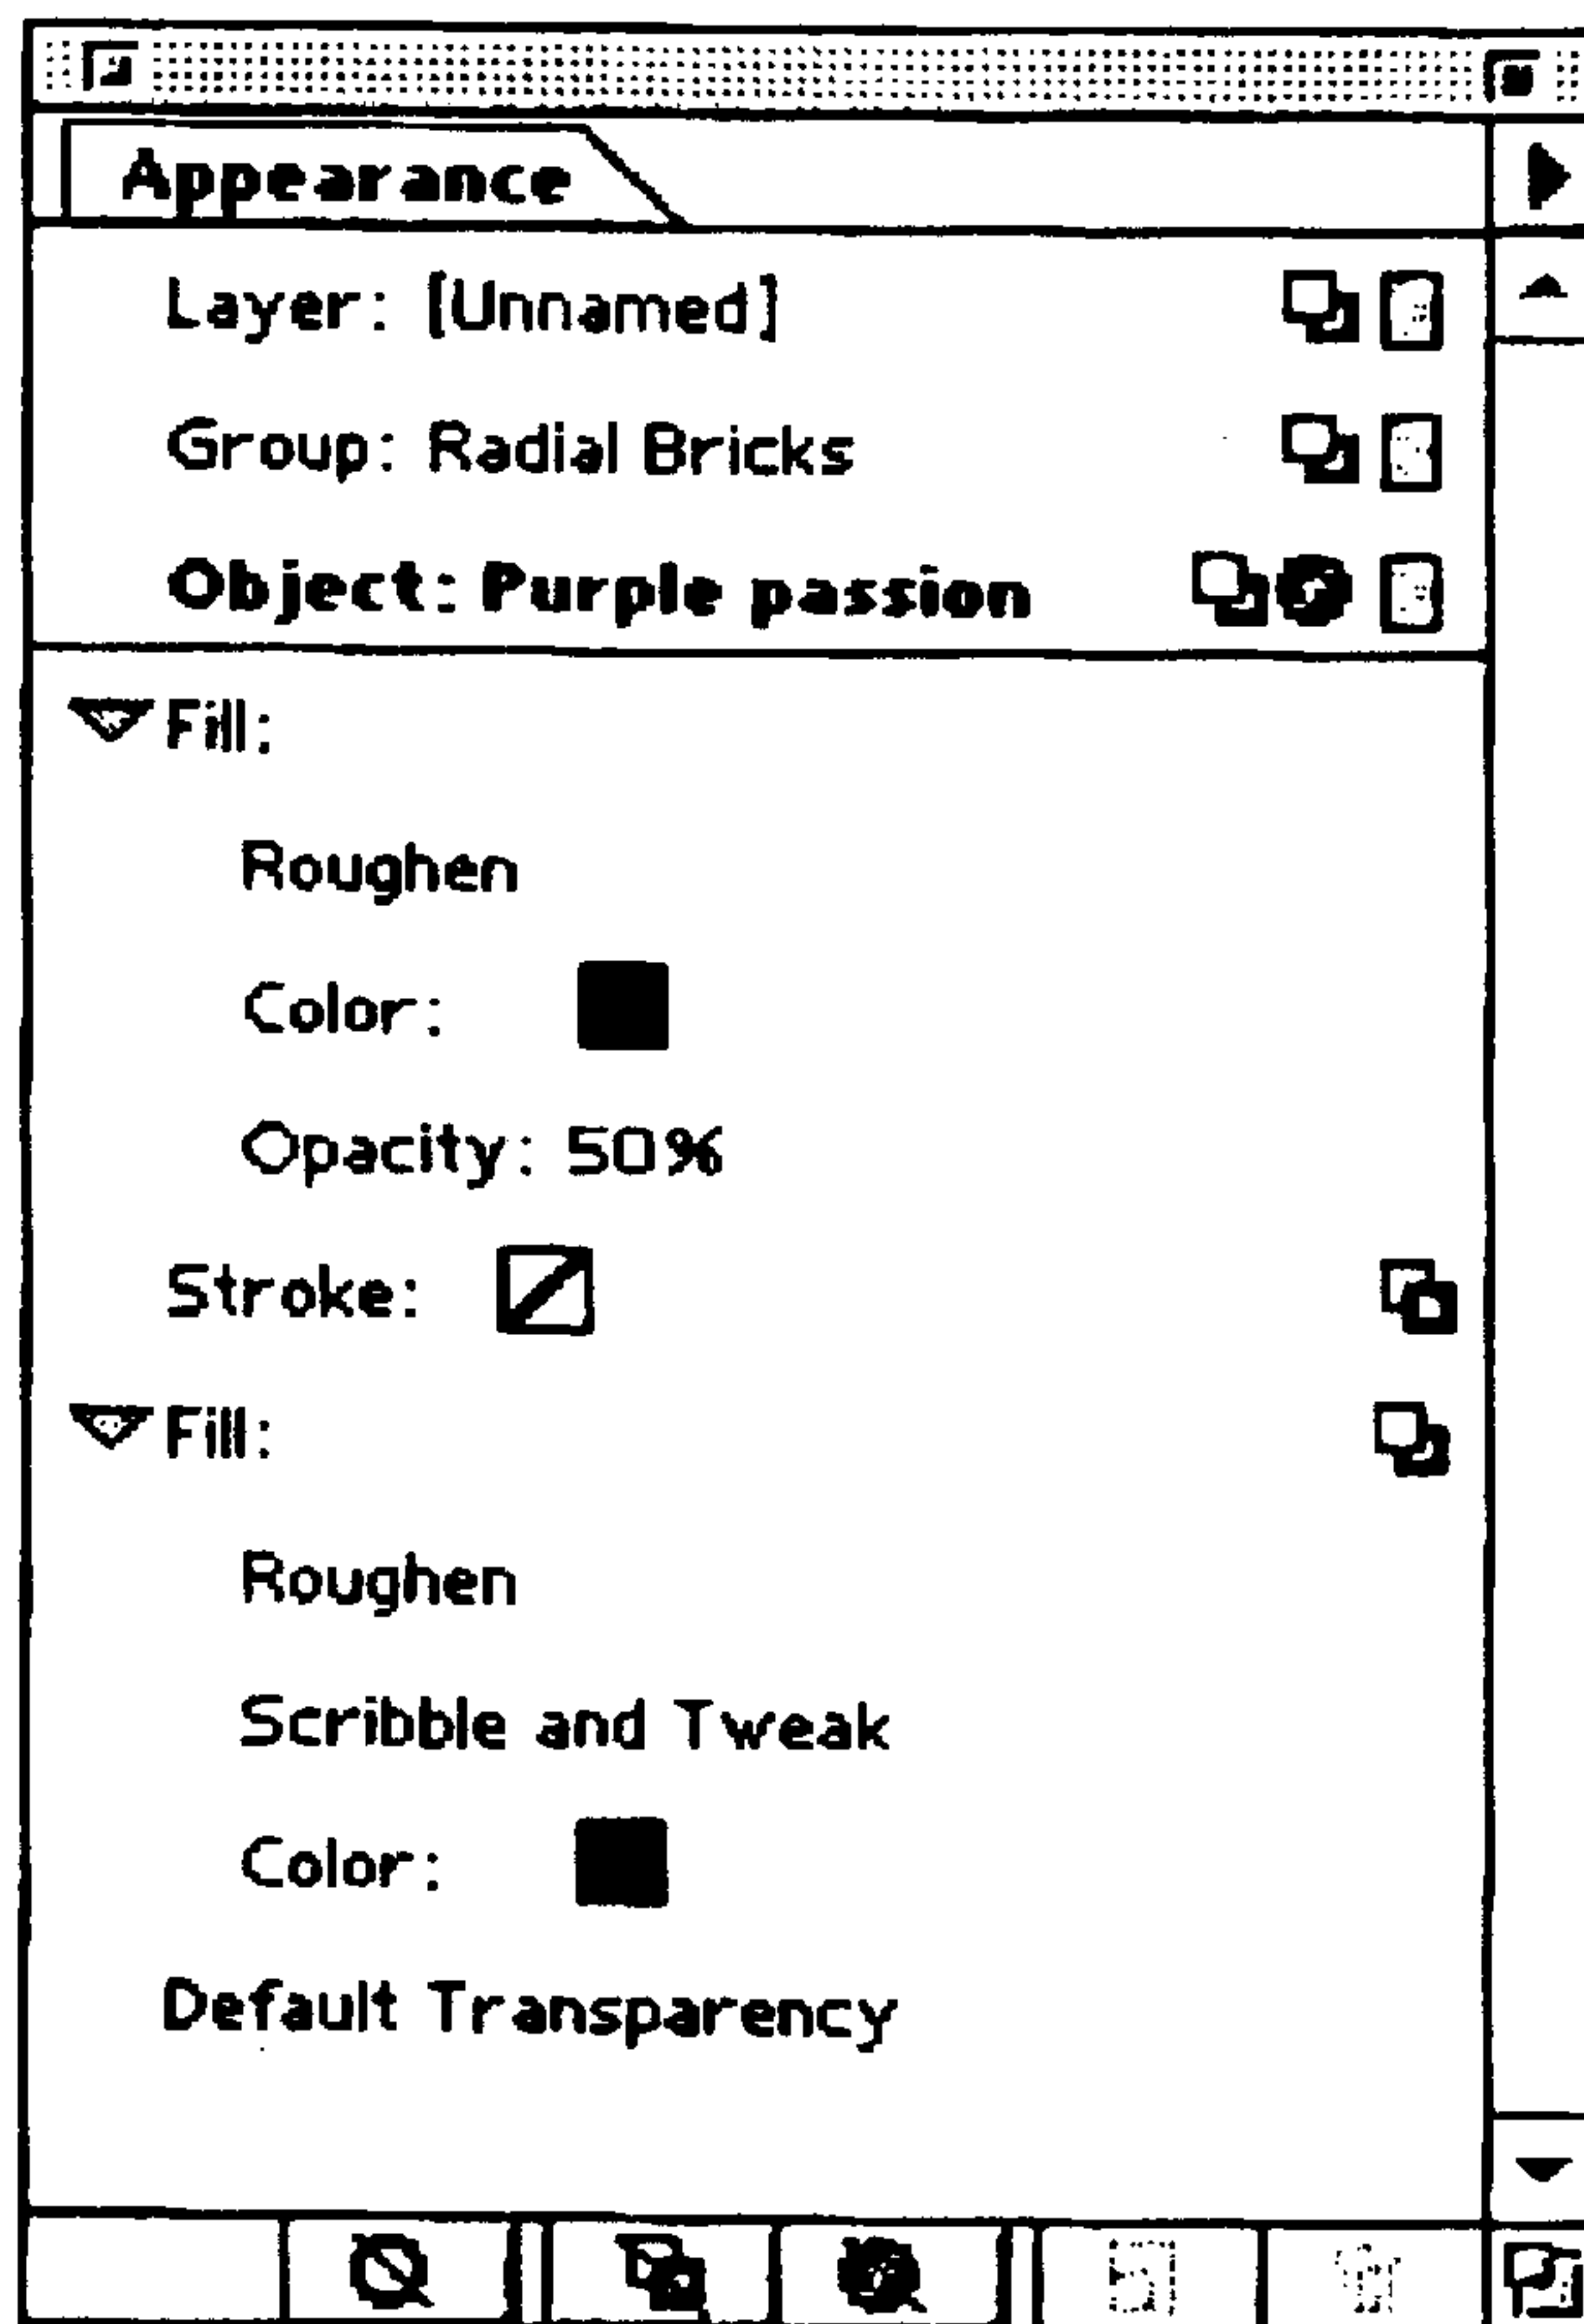 Appearance
Layer: [Unnamed]
Group: Radial Bricks
Object: Purple passion
Fill:
Roughen
Color:
Opacity: 50%
Stroke:
Fill:
Roughen
Scribble and Tweak
Color:
Default Transparency